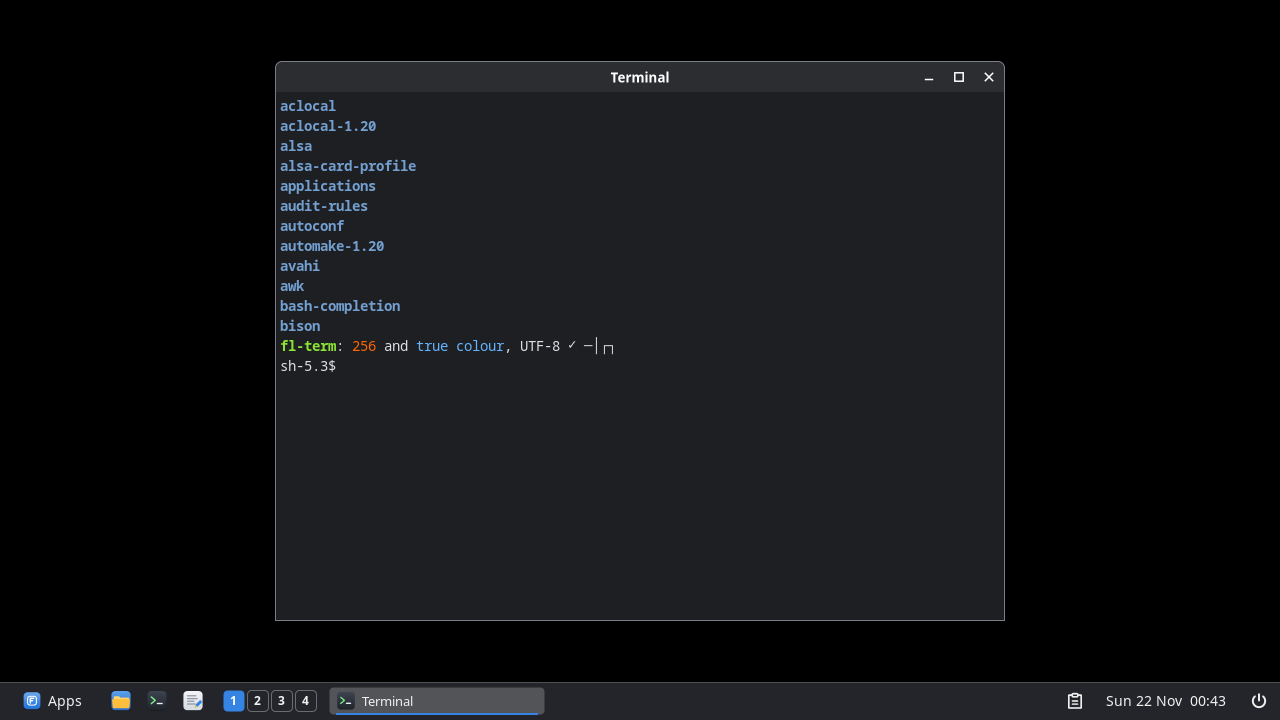 Terminal
aclocal
aclocal-1.20
alsa
alsa-card-profile
applications
audit-rules
autoconf
automake-1.20
avahi
awk
bash-completion
bison
fl-term: 256 and true colour, UTF-8 ✓ ─│┌┐
sh-5.3$
Apps 1 2 3 4 Terminal Sun 22 Nov 00:43